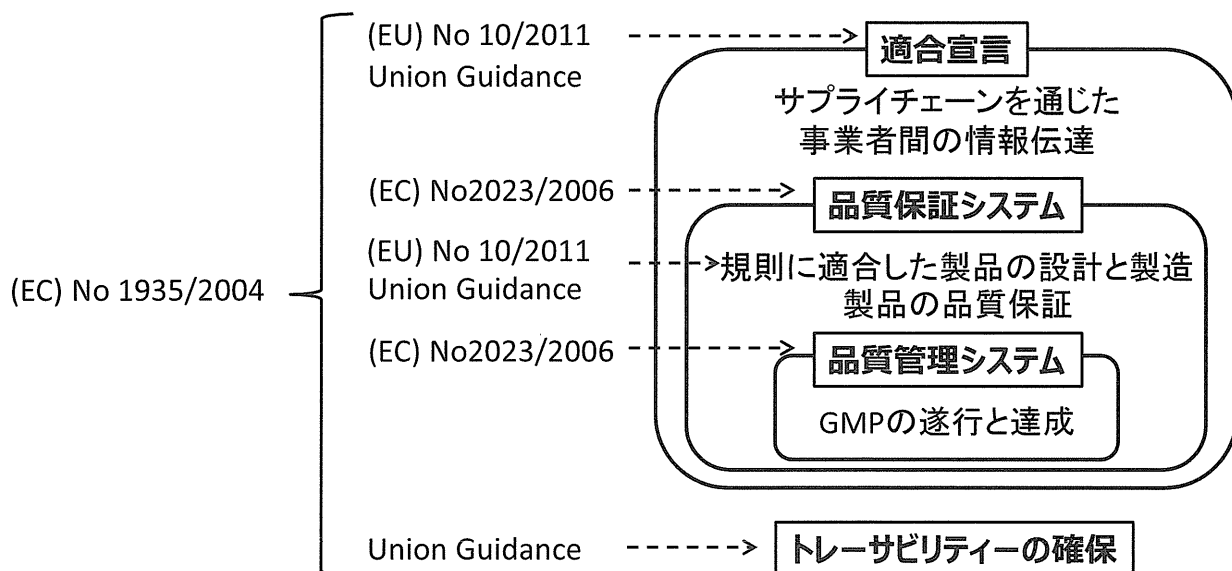 (EU) No 10/2011
Union Guidance
適合宣言
サプライチェーンを通じた
事業者間の情報伝達
(EC) No2023/2006
品質保証システム
(EU) No 10/2011
Union Guidance
規則に適合した製品の設計と製造
製品の品質保証
(EC) No 1935/2004
(EC) No2023/2006
品質管理システム
GMPの遂行と達成
Union Guidance
トレーサビリティーの確保